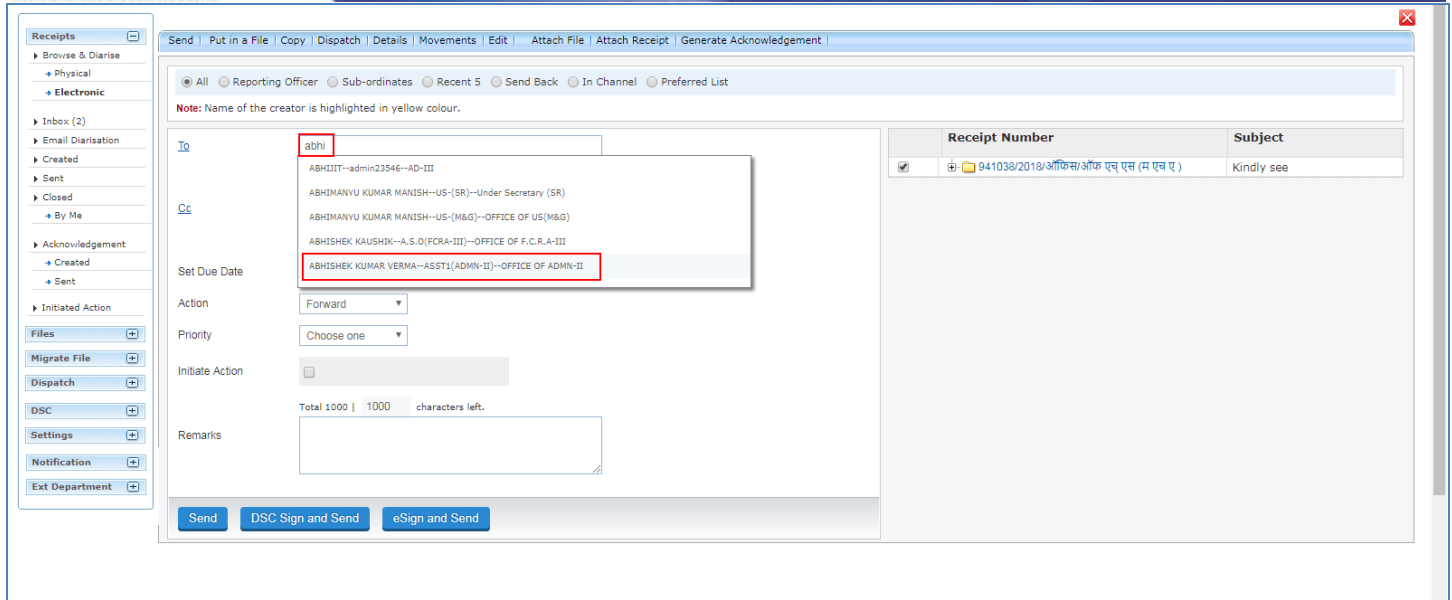 Receipts
Browse & Diarise
Physical
Electronic
Inbox (2)
Email Diarisation
Created
Sent
Closed
By Me
Acknowledgement
Created
Sent
Initiated Action
Files
Migrate File
Dispatch
DSC
Settings
Notification
Ext Department
Send | Put in a File | Copy | Dispatch | Details | Movements | Edit | Attach File | Attach Receipt | Generate Acknowledgement |
All Reporting Officer Sub-ordinates Recent 5 Send Back In Channel Preferred List
Note: Name of the creator is highlighted in yellow colour.
To abhi
ABHIJIT--admin23546--AD-III
ABHIMANYU KUMAR MANISH--US-(SR)--Under Secretary (SR)
ABHIMANYU KUMAR MANISH--US-(M&G)--OFFICE OF US(M&G)
ABHISHEK KAUSHIK--A.S.O(FCRA-III)--OFFICE OF F.C.R.A-III
ABHISHEK KUMAR VERMA--ASST1(ADMN-II)--OFFICE OF ADMN-II
Cc
Set Due Date
Action Forward
Priority Choose one
Initiate Action
Total 1000 | 1000 characters left.
Remarks
Send DSC Sign and Send eSign and Send
Receipt Number Subject
941038/2018/ऑफिस/ऑफ एच् एस (म एच ए ) Kindly see